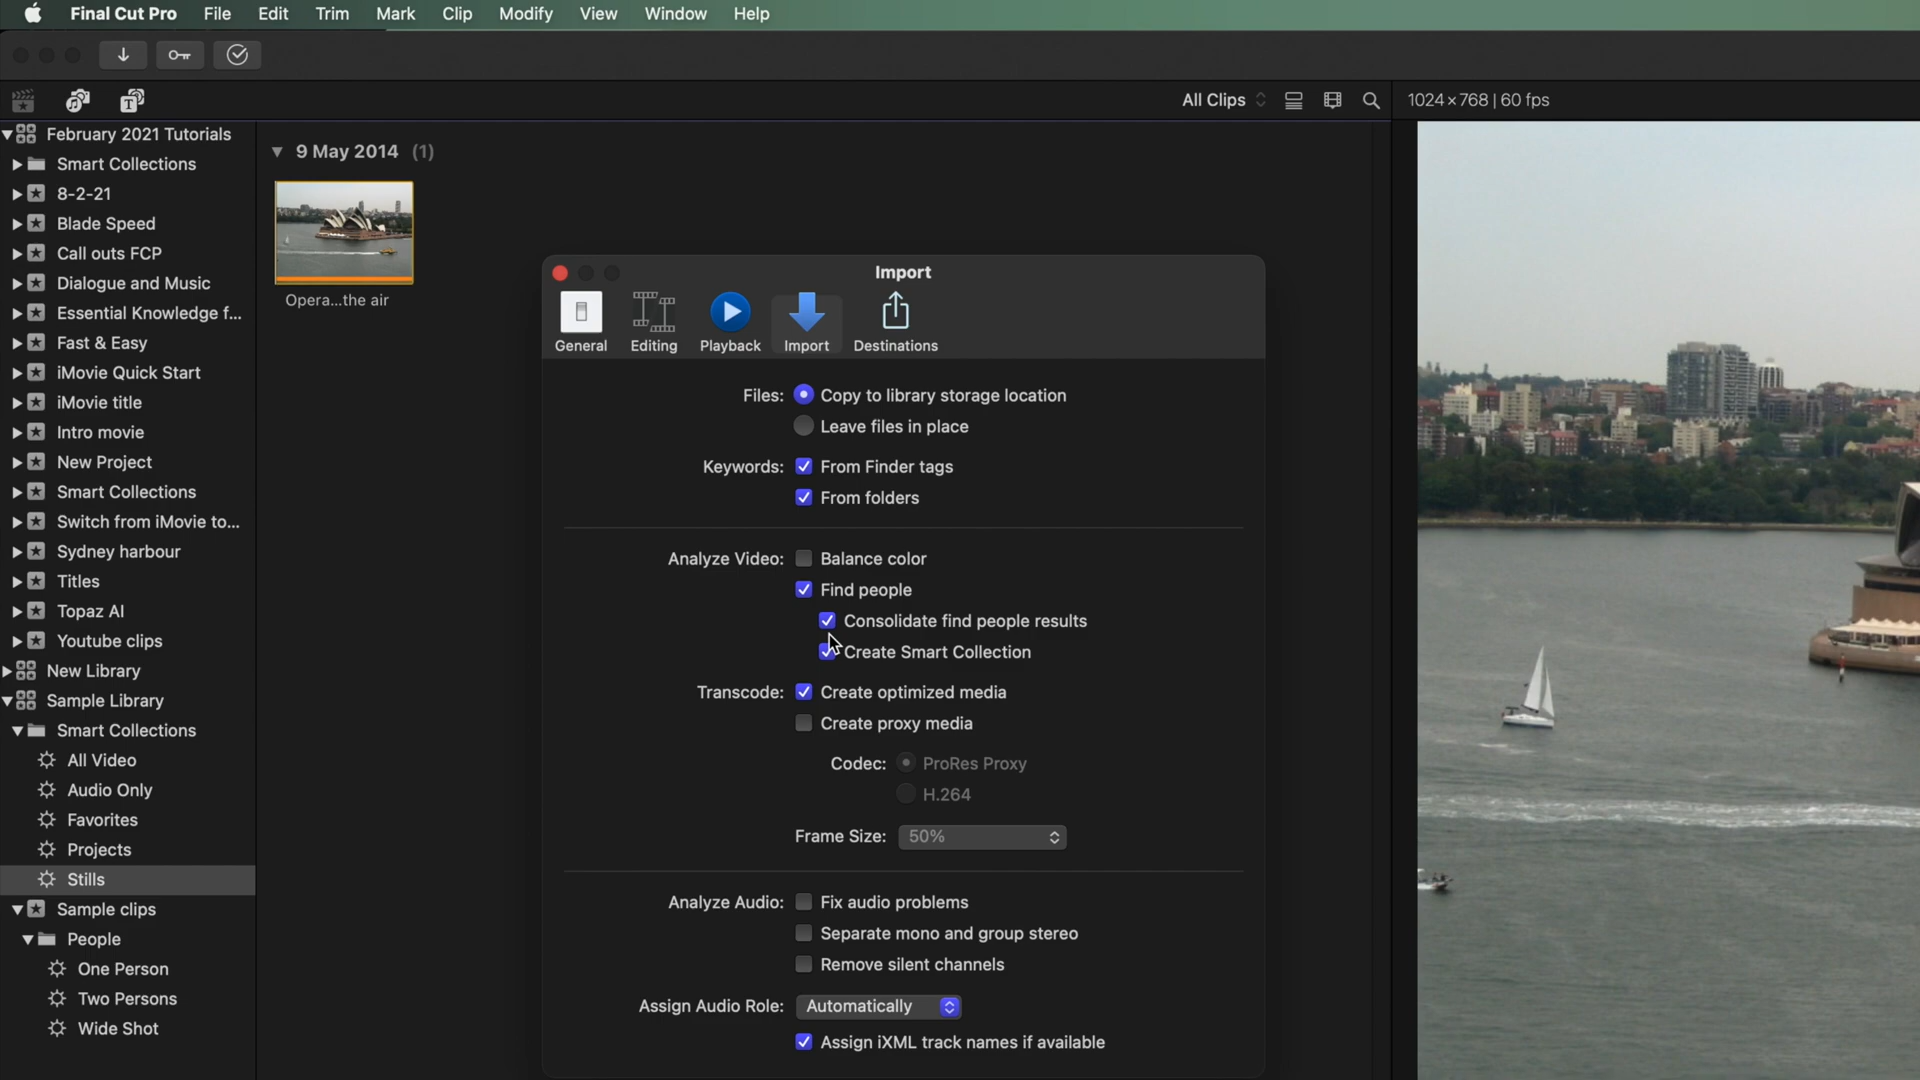 Final Cut Pro File Edit Trim Mark Clip Modify View Window Help
All Clips
1024 × 768 | 60 fps
February 2021 Tutorials
Smart Collections
8-2-21
Blade Speed
Call outs FCP
Dialogue and Music
Essential Knowledge f...
Fast & Easy
iMovie Quick Start
iMovie title
Intro movie
New Project
Smart Collections
Switch from iMovie to...
Sydney harbour
Titles
Topaz AI
Youtube clips
New Library
Sample Library
Smart Collections
All Video
Audio Only
Favorites
Projects
Stills
Sample clips
People
One Person
Two Persons
Wide Shot
9 May 2014 (1)
Opera...the air
Import
General Editing Playback Import Destinations
Files: Copy to library storage location
Leave files in place
Keywords: From Finder tags
From folders
Analyze Video: Balance color
Find people
Consolidate find people results
Create Smart Collection
Transcode: Create optimized media
Create proxy media
Codec: ProRes Proxy
H.264
Frame Size: 50%
Analyze Audio: Fix audio problems
Separate mono and group stereo
Remove silent channels
Assign Audio Role: Automatically
Assign iXML track names if available